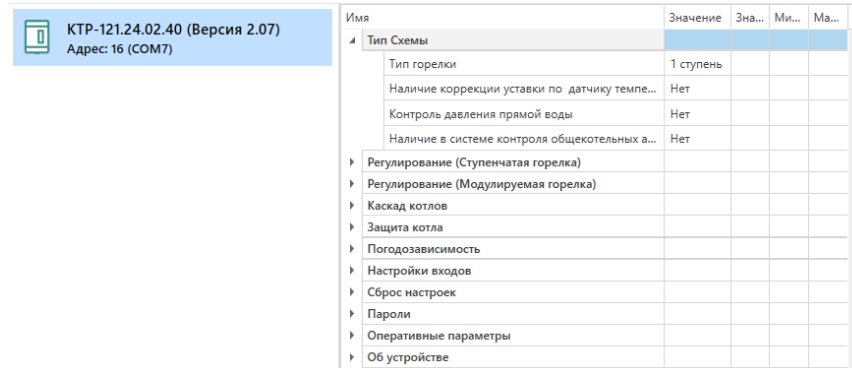 КТР-121.24.02.40 (Версия 2.07)
Адрес: 16 (COM7)
Имя Значение Зна... Ми... Ма...
Тип Схемы
Тип горелки 1 ступень
Наличие коррекции уставки по датчику темпе... Нет
Контроль давления прямой воды Нет
Наличие в системе контроля общекотельных а... Нет
Регулирование (Ступенчатая горелка)
Регулирование (Модулируемая горелка)
Каскад котлов
Защита котла
Погодозависимость
Настройки входов
Сброс настроек
Пароли
Оперативные параметры
Об устройстве